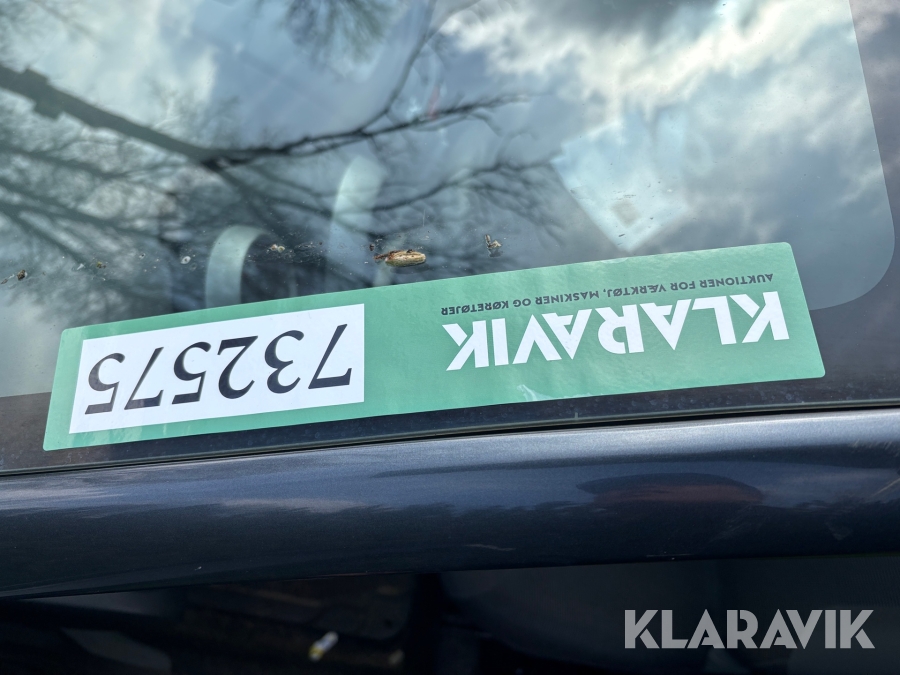 KLARAVIK
AUKTIONER FOR VÆRKTØJ, MASKINER OG KØRETØJER
732575
KLARAVIK